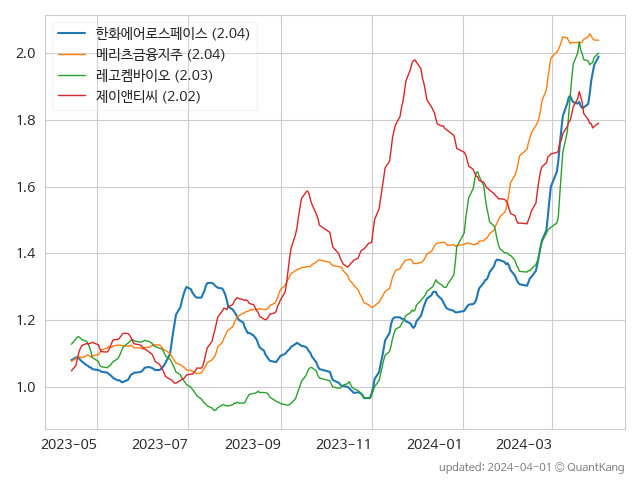 한화에어로스페이스 (2.04)
메리츠금융지주 (2.04)
레고켐바이오 (2.03)
제이앤티씨 (2.02)
2.0
1.8
1.6
1.4
1.2
1.0
2023-05 2023-07 2023-09 2023-11 2024-01 2024-03
updated: 2024-04-01 © QuantKang